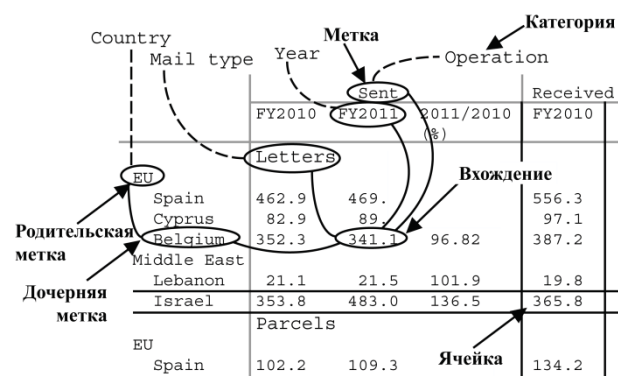 Категория
Country
Метка
Mail type Year Operation
Sent Received
FY2010 FY2011 2011/2010 (%) FY2010
Letters
EU
Вхождение
Spain 462.9 469. 556.3
Cyprus 82.9 89. 97.1
Родительская метка
Belgium 352.3 341.1 96.82 387.2
Middle East
Дочерняя метка
Lebanon 21.1 21.5 101.9 19.8
Israel 353.8 483.0 136.5 365.8
Parcels
EU
Ячейка
Spain 102.2 109.3 134.2